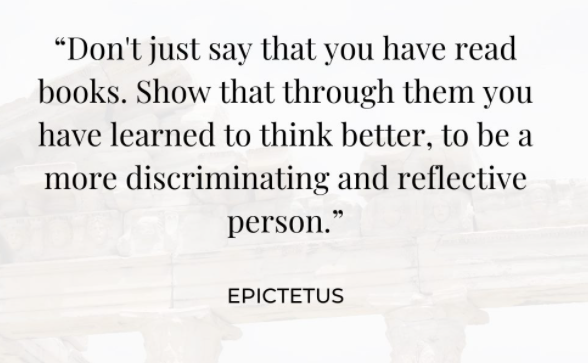 “Don't just say that you have read
books. Show that through them you
have learned to think better, to be a
more discriminating and reflective
person.”
EPICTETUS